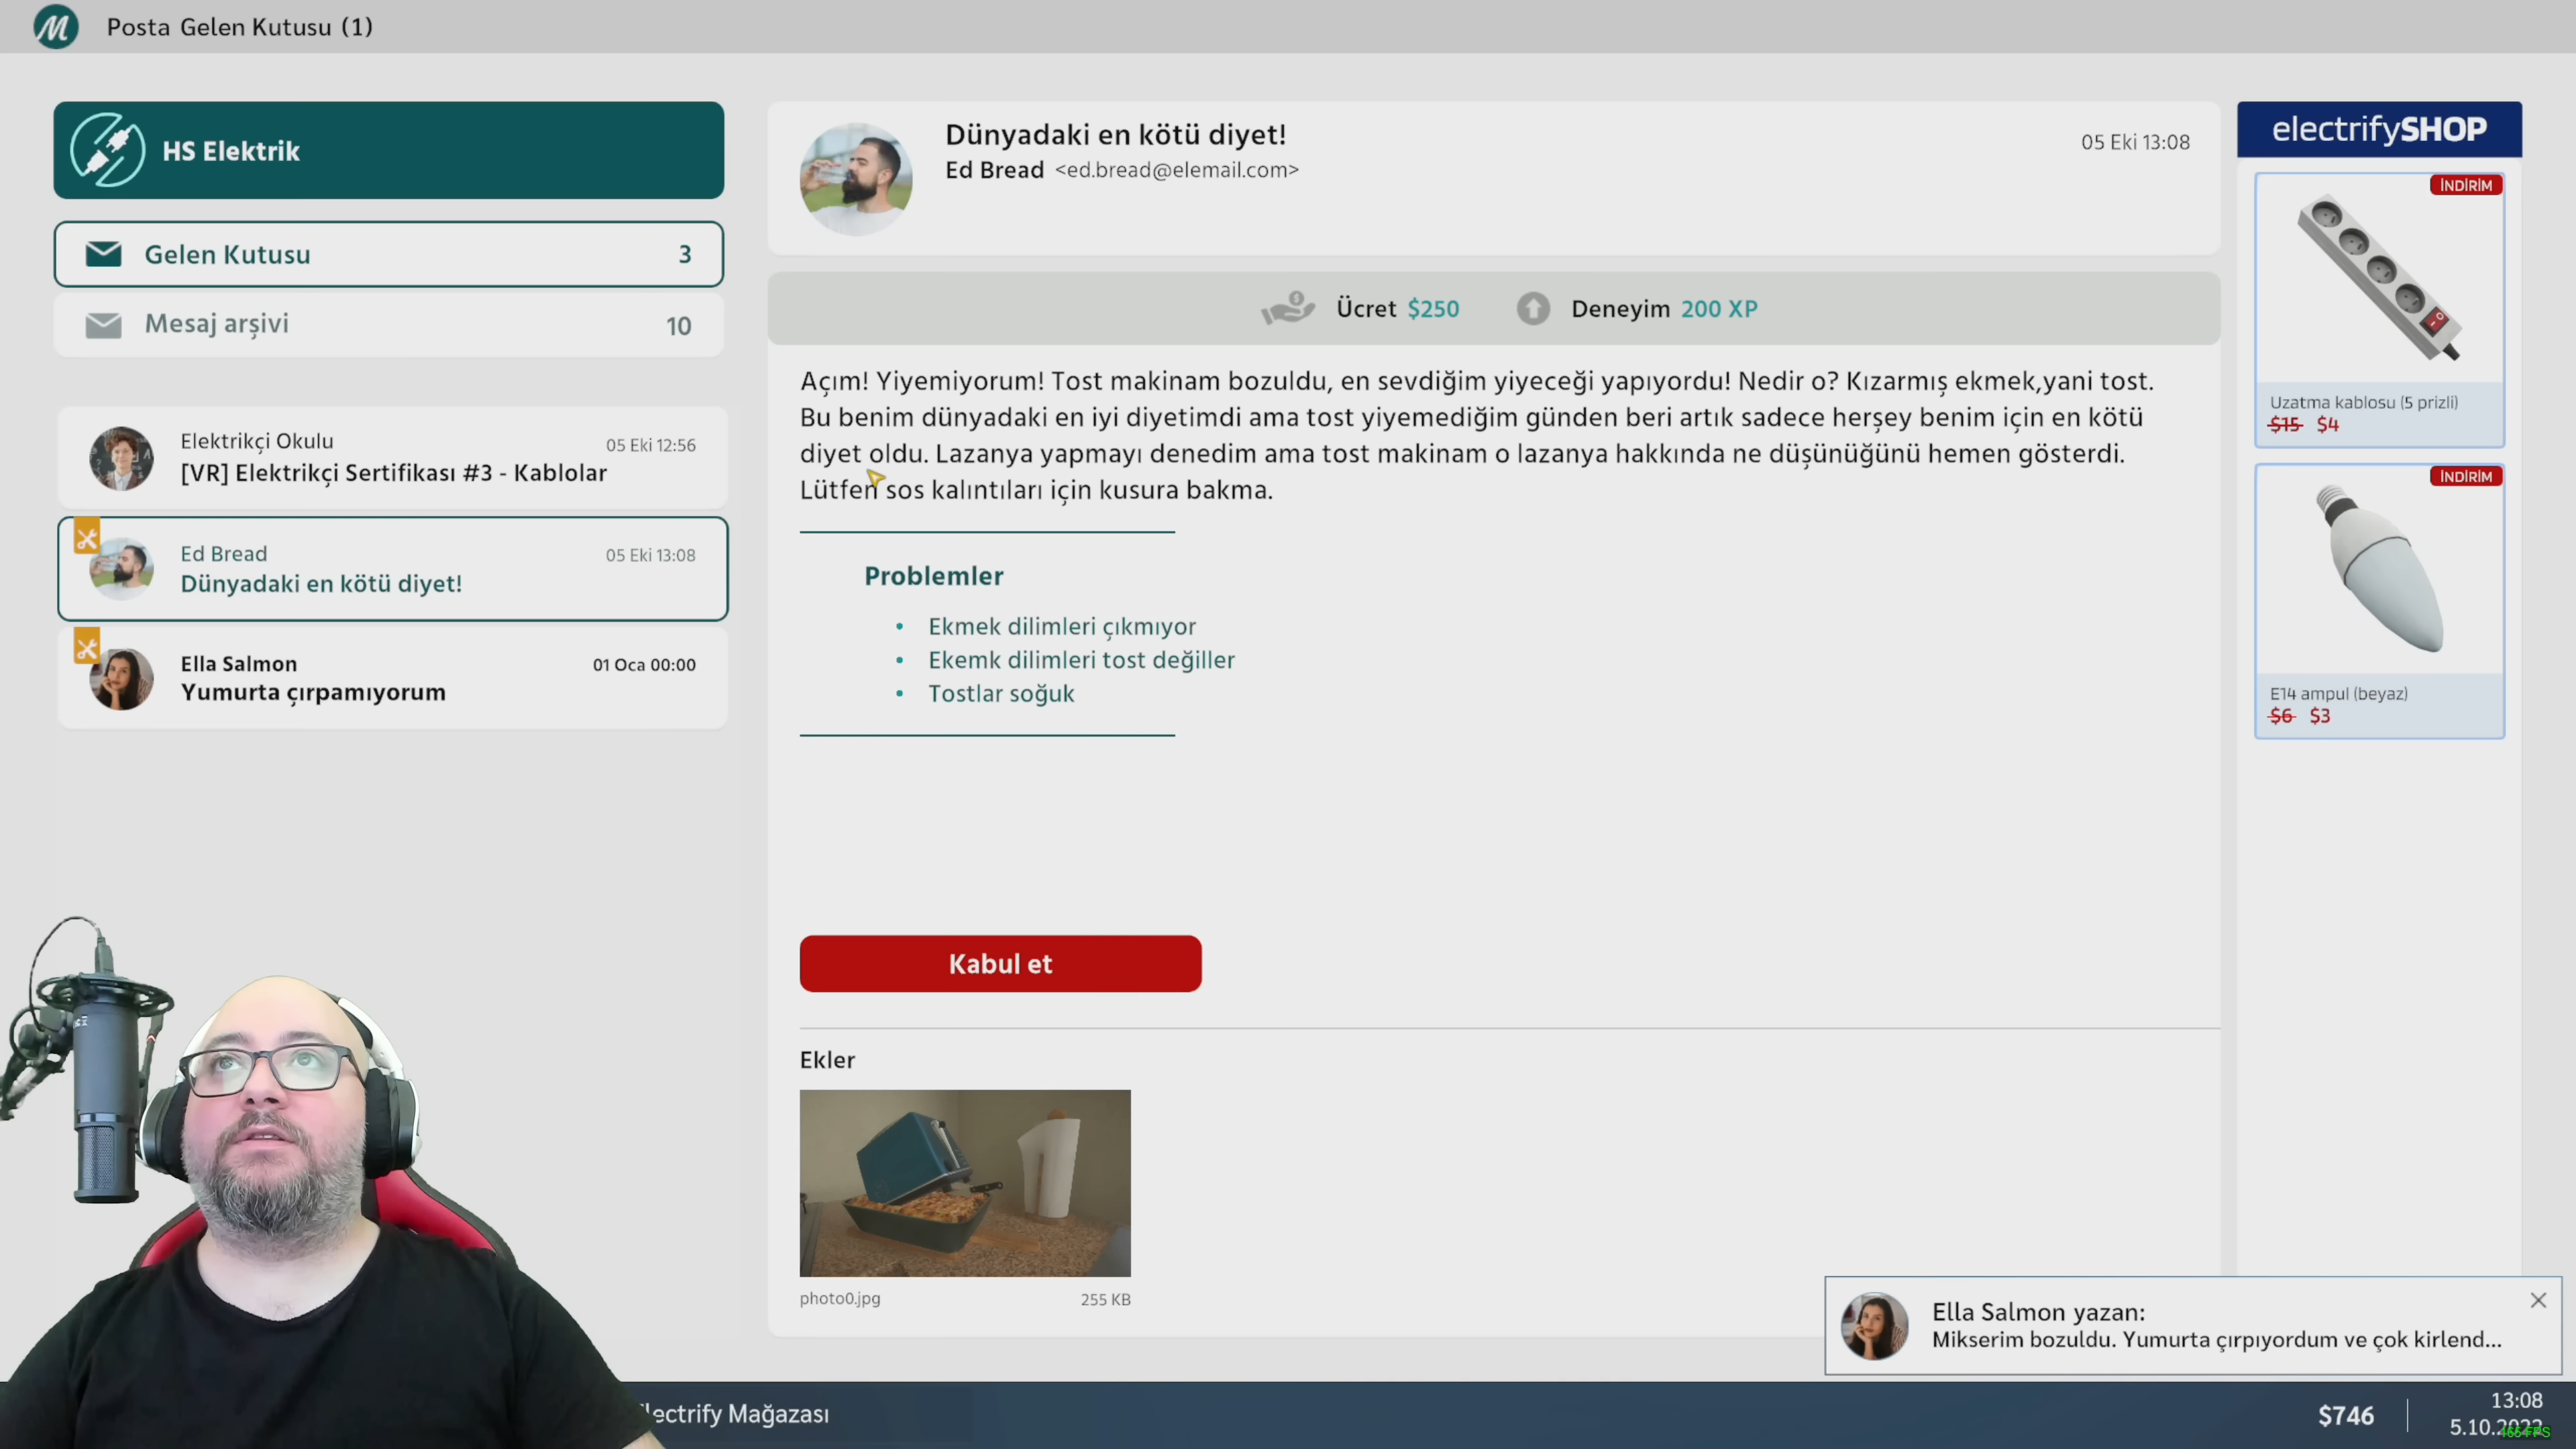 Posta Gelen Kutusu (1)
HS Elektrik
Gelen Kutusu 3
Mesaj arşivi 10
Elektrikçi Okulu 05 Eki 12:56
[VR] Elektrikçi Sertifikası #3 - Kablolar
Ed Bread 05 Eki 13:08
Dünyadaki en kötü diyet!
Ella Salmon 01 Oca 00:00
Yumurta çırpamıyorum
Dünyadaki en kötü diyet!
Ed Bread <ed.bread@elemail.com>
05 Eki 13:08
Ücret $250 Deneyim 200 XP
Açım! Yiyemiyorum! Tost makinam bozuldu, en sevdiğim yiyeceği yapıyordu! Nedir o? Kızarmış ekmek,yani tost.
Bu benim dünyadaki en iyi diyetimdi ama tost yiyemediğim günden beri artık sadece herşey benim için en kötü
diyet oldu. Lazanya yapmayı denedim ama tost makinam o lazanya hakkında ne düşünüğünü hemen gösterdi.
Lütfen sos kalıntıları için kusura bakma.
Problemler
• Ekmek dilimleri çıkmıyor
• Ekemk dilimleri tost değiller
• Tostlar soğuk
Kabul et
Ekler
photo0.jpg 255 KB
electrifySHOP
İNDİRİM
Uzatma kablosu (5 prizli)
$15 $4
İNDİRİM
E14 ampul (beyaz)
$6 $3
Ella Salmon yazan:
Mikserim bozuldu. Yumurta çırpıyordum ve çok kirlend...
lectrify Mağazası
$746
13:08